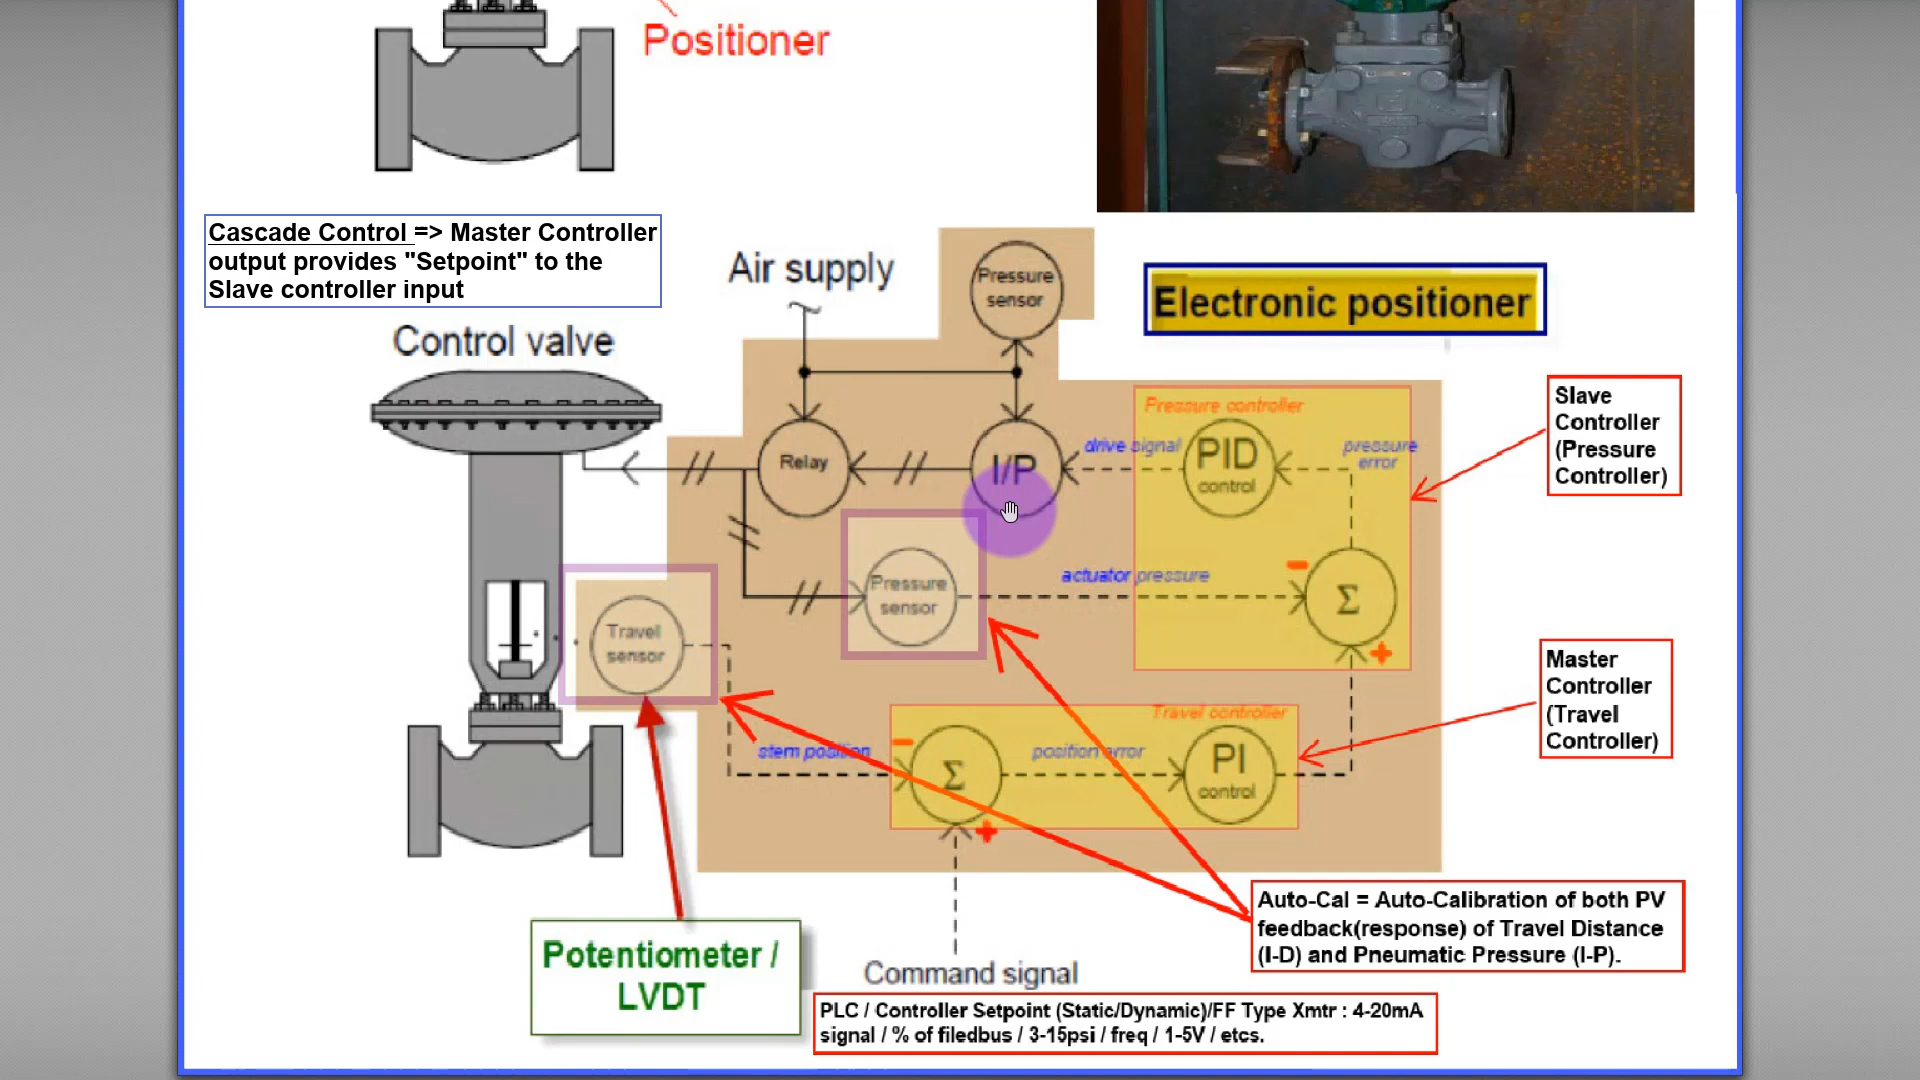 Positioner
Cascade Control => Master Controller
output provides "Setpoint" to the
Slave controller input
Air supply
Pressure
sensor
Electronic positioner
Control valve
Slave
Controller
(Pressure
Controller)
Pressure controller
Relay
I/P
drive signal
PID
control
pressure
error
Pressure
sensor
actuator pressure
-
Σ
+
Travel
sensor
Master
Controller
(Travel
Controller)
Travel controller
stem position
-
Σ
+
position error
PI
control
Auto-Cal = Auto-Calibration of both PV
feedback(response) of Travel Distance
(I-D) and Pneumatic Pressure (I-P).
Potentiometer /
LVDT
Command signal
PLC / Controller Setpoint (Static/Dynamic)/FF Type Xmtr : 4-20mA
signal / % of filedbus / 3-15psi / freq / 1-5V / etcs.